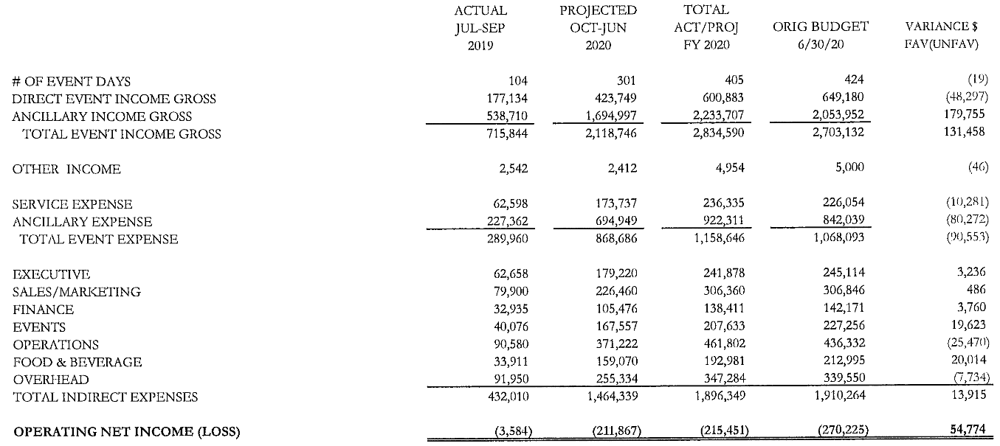 ACTUAL PROJECTED TOTAL
JUL-SEP OCT-JUN ACT/PROJ ORIG BUDGET VARIANCE $
2019 2020 FY 2020 6/30/20 FAV(UNFAV)
# OF EVENT DAYS 104 301 405 424 (19)
DIRECT EVENT INCOME GROSS 177,134 423,749 600,883 649,180 (48,297)
ANCILLARY INCOME GROSS 538,710 1,694,997 2,233,707 2,053,952 179,755
TOTAL EVENT INCOME GROSS 715,844 2,118,746 2,834,590 2,703,132 131,458
OTHER INCOME 2,542 2,412 4,954 5,000 (46)
SERVICE EXPENSE 62,598 173,737 236,335 226,054 (10,281)
ANCILLARY EXPENSE 227,362 694,949 922,311 842,039 (80,272)
TOTAL EVENT EXPENSE 289,960 868,686 1,158,646 1,068,093 (90,553)
EXECUTIVE 62,658 179,220 241,878 245,114 3,236
SALES/MARKETING 79,900 226,460 306,360 306,846 486
FINANCE 32,935 105,476 138,411 142,171 3,760
EVENTS 40,076 167,557 207,633 227,256 19,623
OPERATIONS 90,580 371,222 461,802 436,332 (25,470)
FOOD & BEVERAGE 33,911 159,070 192,981 212,995 20,014
OVERHEAD 91,950 255,334 347,284 339,550 (7,734)
TOTAL INDIRECT EXPENSES 432,010 1,464,339 1,896,349 1,910,264 13,915
OPERATING NET INCOME (LOSS) (3,584) (211,867) (215,451) (270,225) 54,774